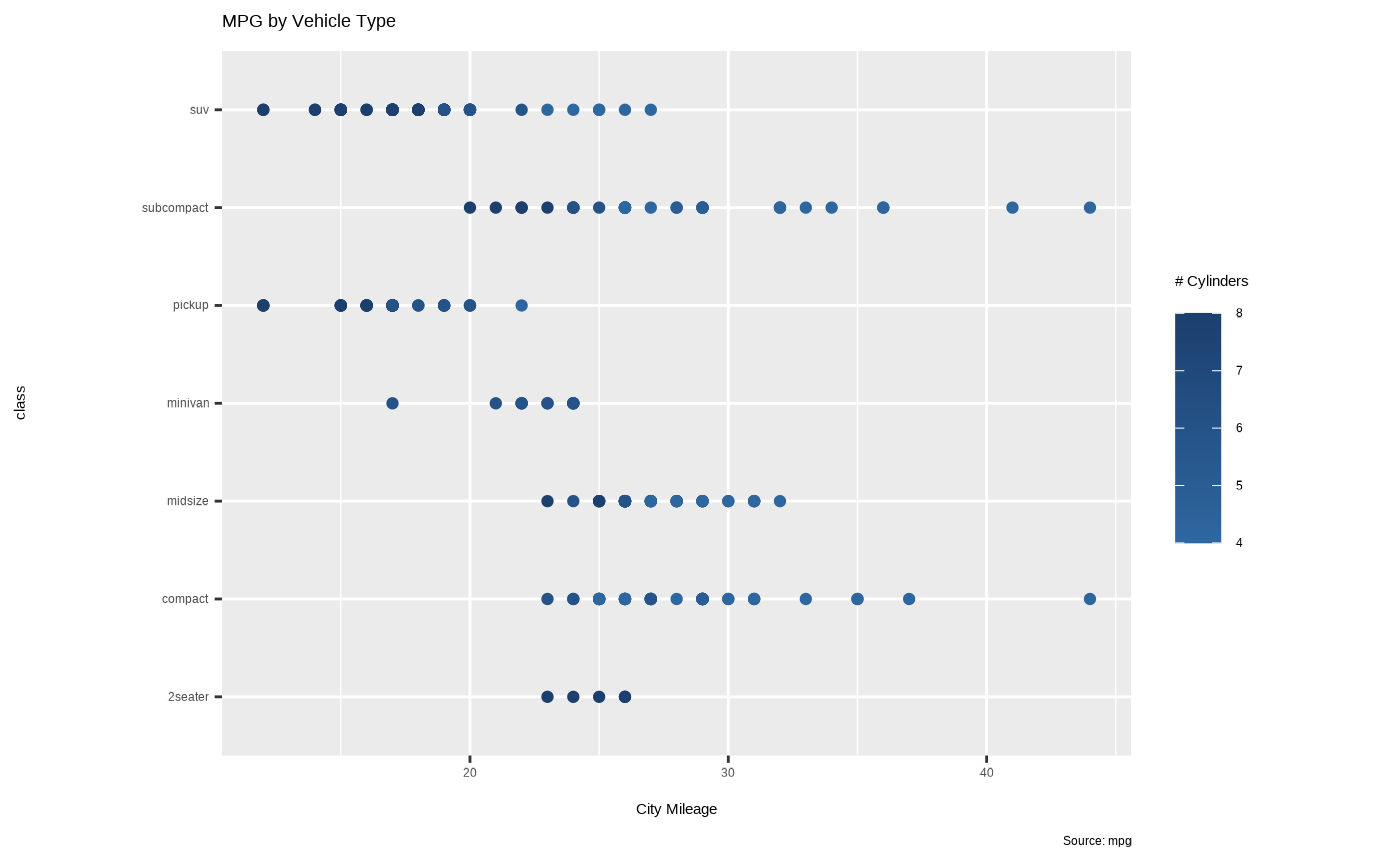 MPG by Vehicle Type
suv
subcompact
pickup
minivan
midsize
compact
2seater
class
20
30
40
City Mileage
# Cylinders
8
7
6
5
4
Source: mpg